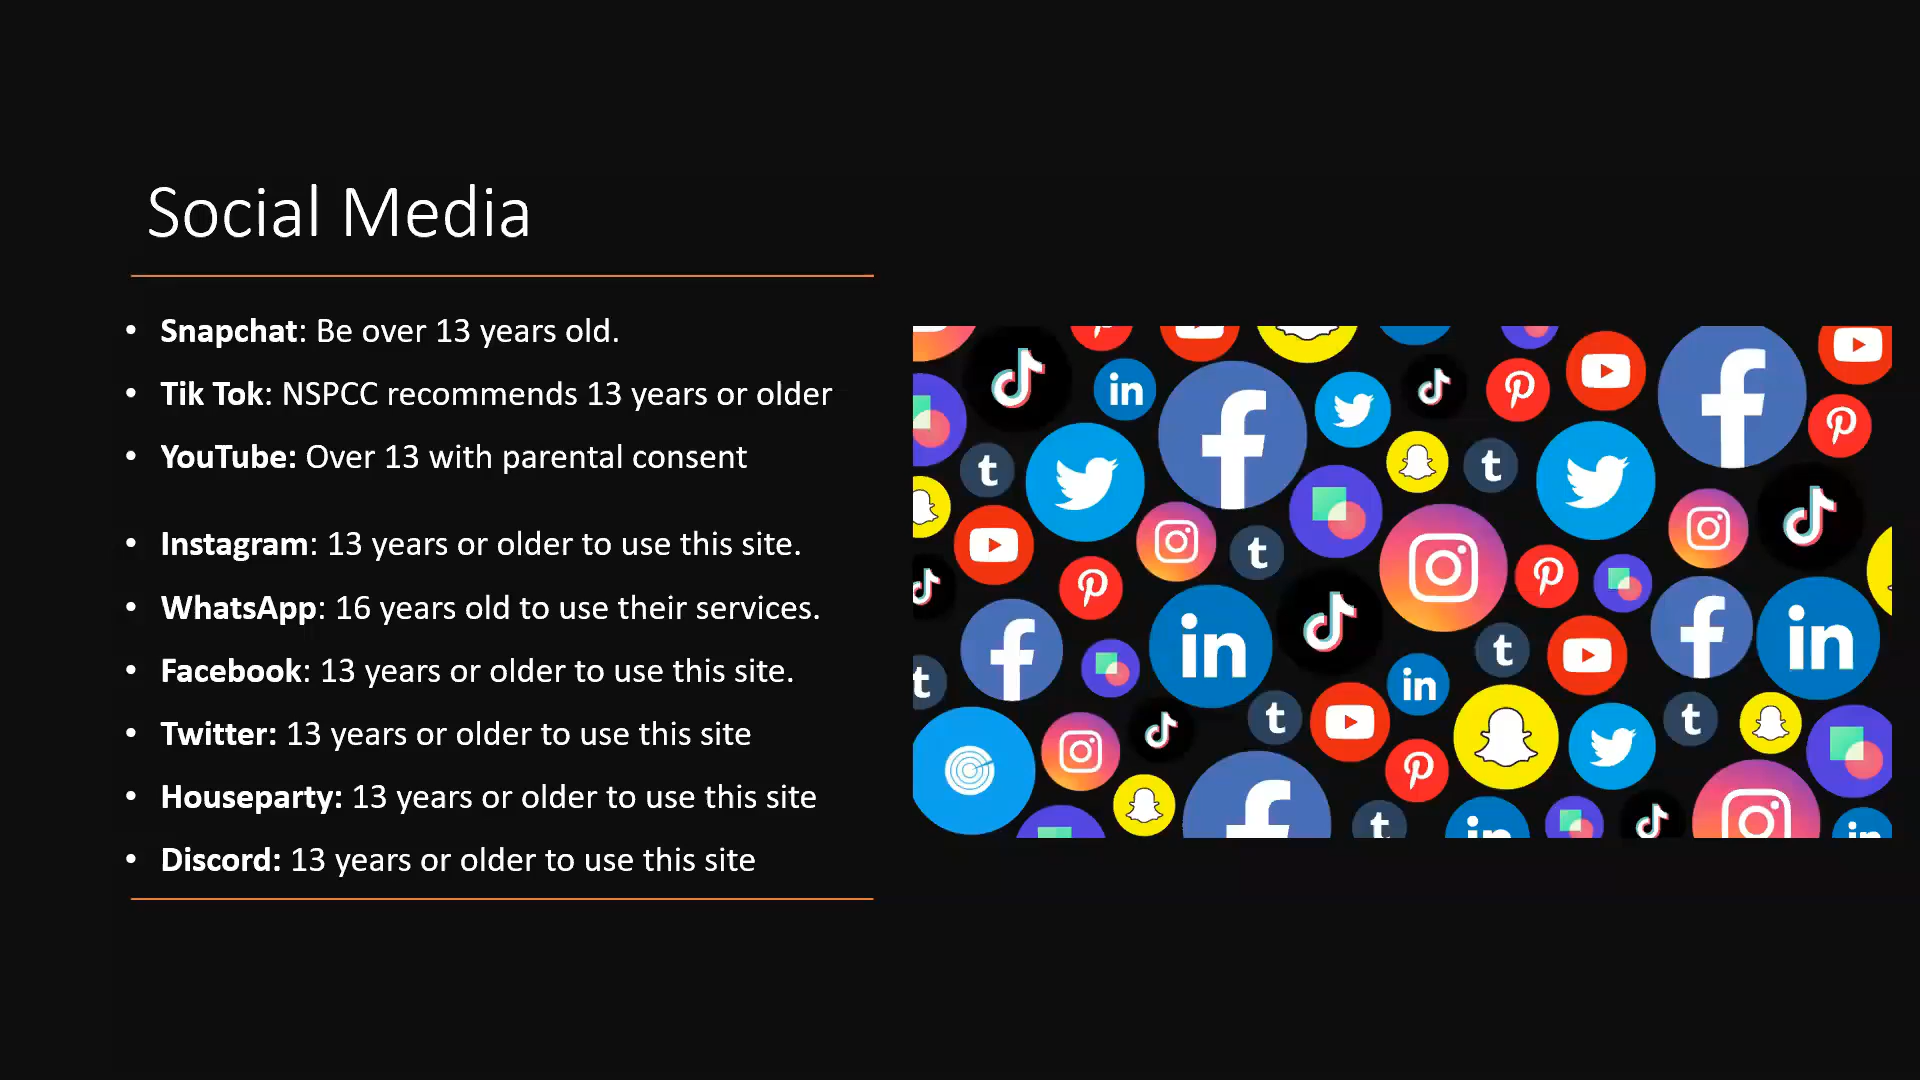 Social Media
• Snapchat: Be over 13 years old.
• Tik Tok: NSPCC recommends 13 years or older
• YouTube: Over 13 with parental consent
• Instagram: 13 years or older to use this site.
• WhatsApp: 16 years old to use their services.
• Facebook: 13 years or older to use this site.
• Twitter: 13 years or older to use this site
• Houseparty: 13 years or older to use this site
• Discord: 13 years or older to use this site